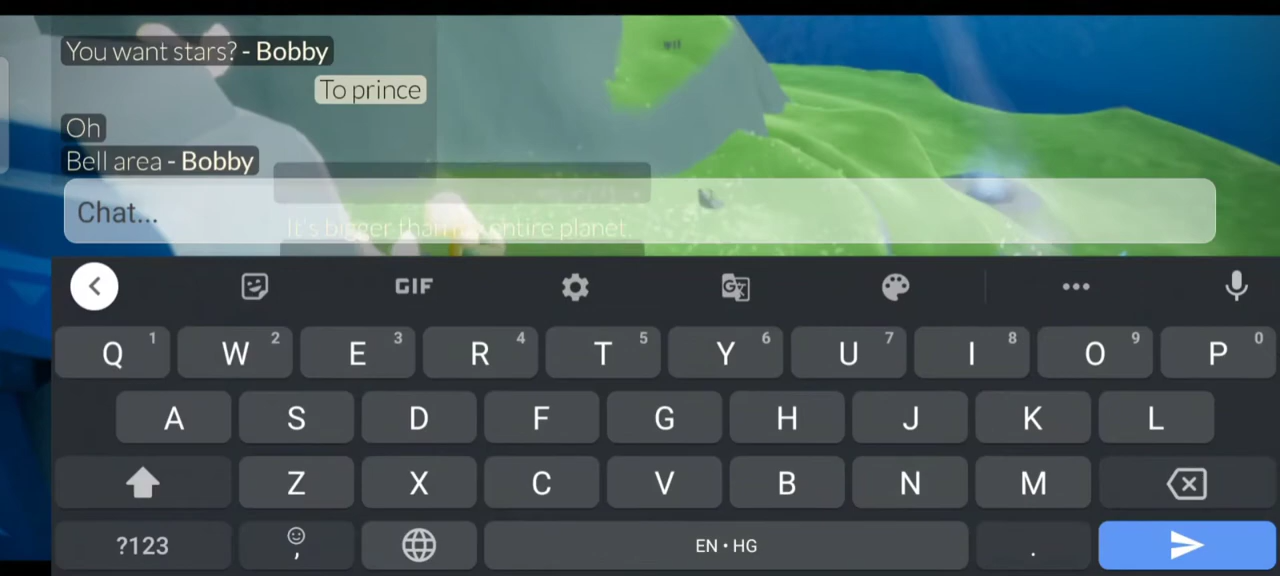 You want stars? - Bobby
To prince
Oh
Bell area - Bobby
Chat...
It's bigger than entire planet.
GIF
Q 1 W 2 E 3 R 4 T 5 Y 6 U 7 I 8 O 9 P 0
A S D F G H J K L
Z X C V B N M
?123 , EN • HG .